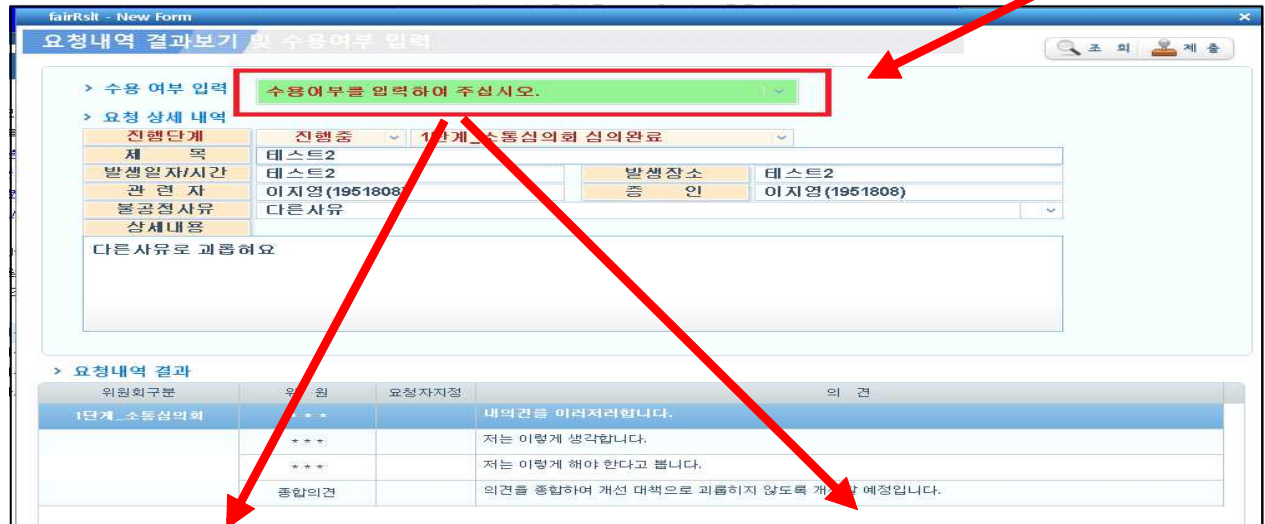 fairRslt - New Form
요청내역 결과보기 및 수용여부 입력
조 회 제 출
> 수용 여부 입력 수용여부를 입력하여 주십시오.
> 요청 상세 내역
진행단계 진행중 1단계_소통심의회 심의완료
제 목 테스트2
발생일자/시간 테스트2 발생장소 테스트2
관 련 자 이지영(1951808) 증 인 이지영(1951808)
불공정사유 다른사유
상세내용
다른사유로 괴롭혀요
> 요청내역 결과
위원회구분 위 원 요청자지정 의 견
1단계_소통심의회 * * * 내의견를 이러저러합니다.
* * * 저는 이렇게 생각합니다.
* * * 저는 이렇게 해야 한다고 봅니다.
종합의견 의견을 종합하여 개선 대책으로 괴롭히지 않도록 예정입니다.